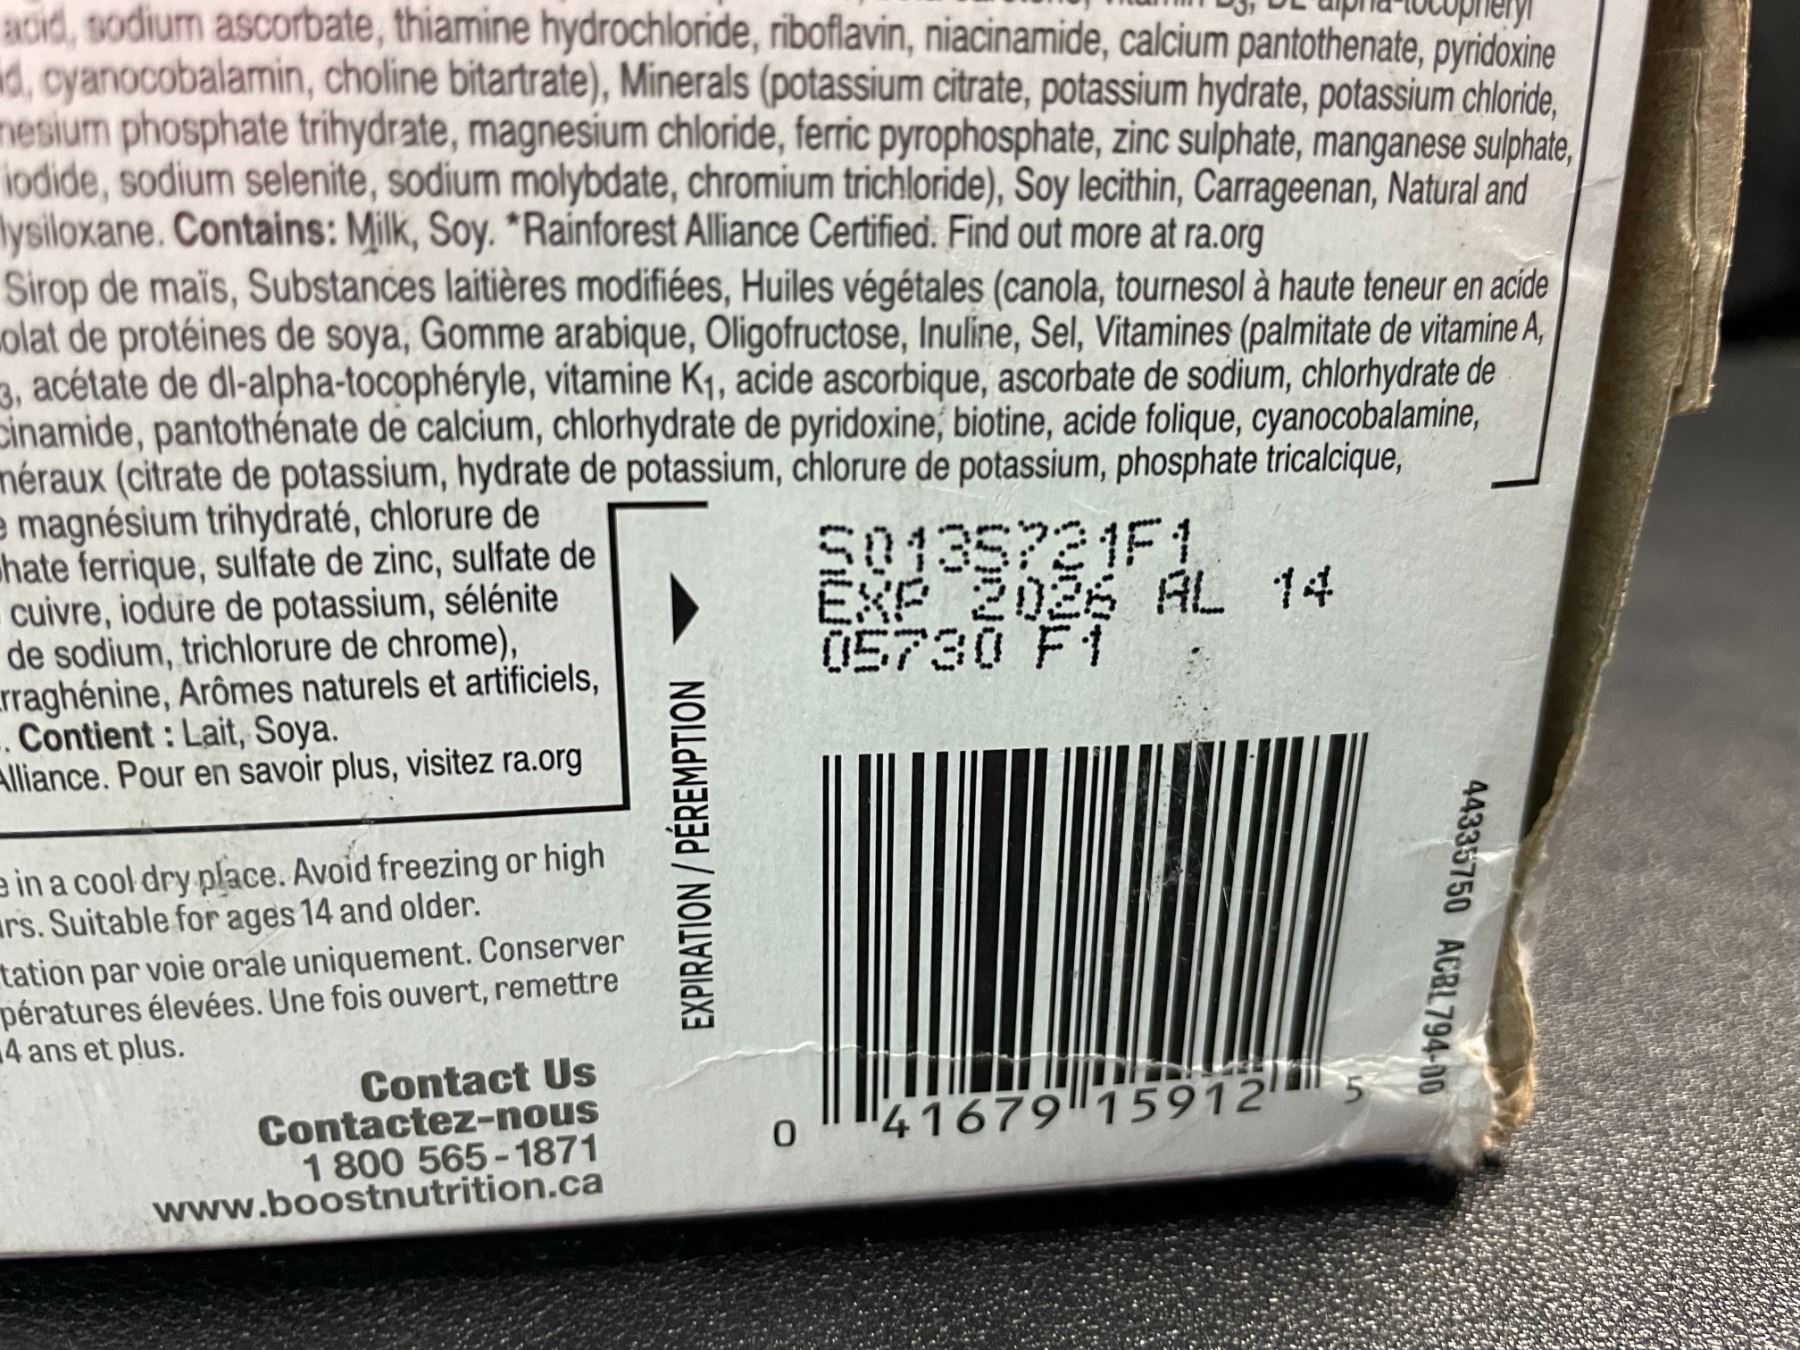 acid, sodium ascorbate, thiamine hydrochloride, riboflavin, niacinamide, calcium pantothenate, pyridoxine
cyanocobalamin, choline bitartrate), Minerals (potassium citrate, potassium hydrate, potassium chloride,
phosphate trihydrate, magnesium chloride, ferric pyrophosphate, zinc sulphate, manganese sulphate,
iodide, sodium selenite, sodium molybdate, chromium trichloride), Soy lecithin, Carrageenan, Natural and
lysiloxane. Contains: Milk, Soy. *Rainforest Alliance Certified. Find out more at ra.org
Sirop de maïs, Substances laitières modifiées, Huiles végétales (canola, tournesol à haute teneur en acide
olat de protéines de soya, Gomme arabique, Oligofructose, Inuline, Sel, Vitamines (palmitate de vitamine A,
3, acétate de dl-alpha-tocophéryle, vitamine K1, acide ascorbique, ascorbate de sodium, chlorhydrate de
cinamide, pantothénate de calcium, chlorhydrate de pyridoxine, biotine, acide folique, cyanocobalamine,
néraux (citrate de potassium, hydrate de potassium, chlorure de potassium, phosphate tricalcique,
magnésium trihydraté, chlorure de
hate ferrique, sulfate de zinc, sulfate de
cuivre, iodure de potassium, sélénite
de sodium, trichlorure de chrome),
rraghénine, Arômes naturels et artificiels,
. Contient : Lait, Soya.
Alliance. Pour en savoir plus, visitez ra.org
EXPIRATION / PÉREMPTION
S0135721F1
EXP 2026 AL 14
05730 F1
e in a cool dry place. Avoid freezing or high
rs. Suitable for ages 14 and older.
tation par voie orale uniquement. Conserver
pératures élevées. Une fois ouvert, remettre
14 ans et plus.
Contact Us
Contactez-nous
1 800 565-1871
www.boostnutrition.ca
0 41679 15912 5
44335750 ACBL794-00